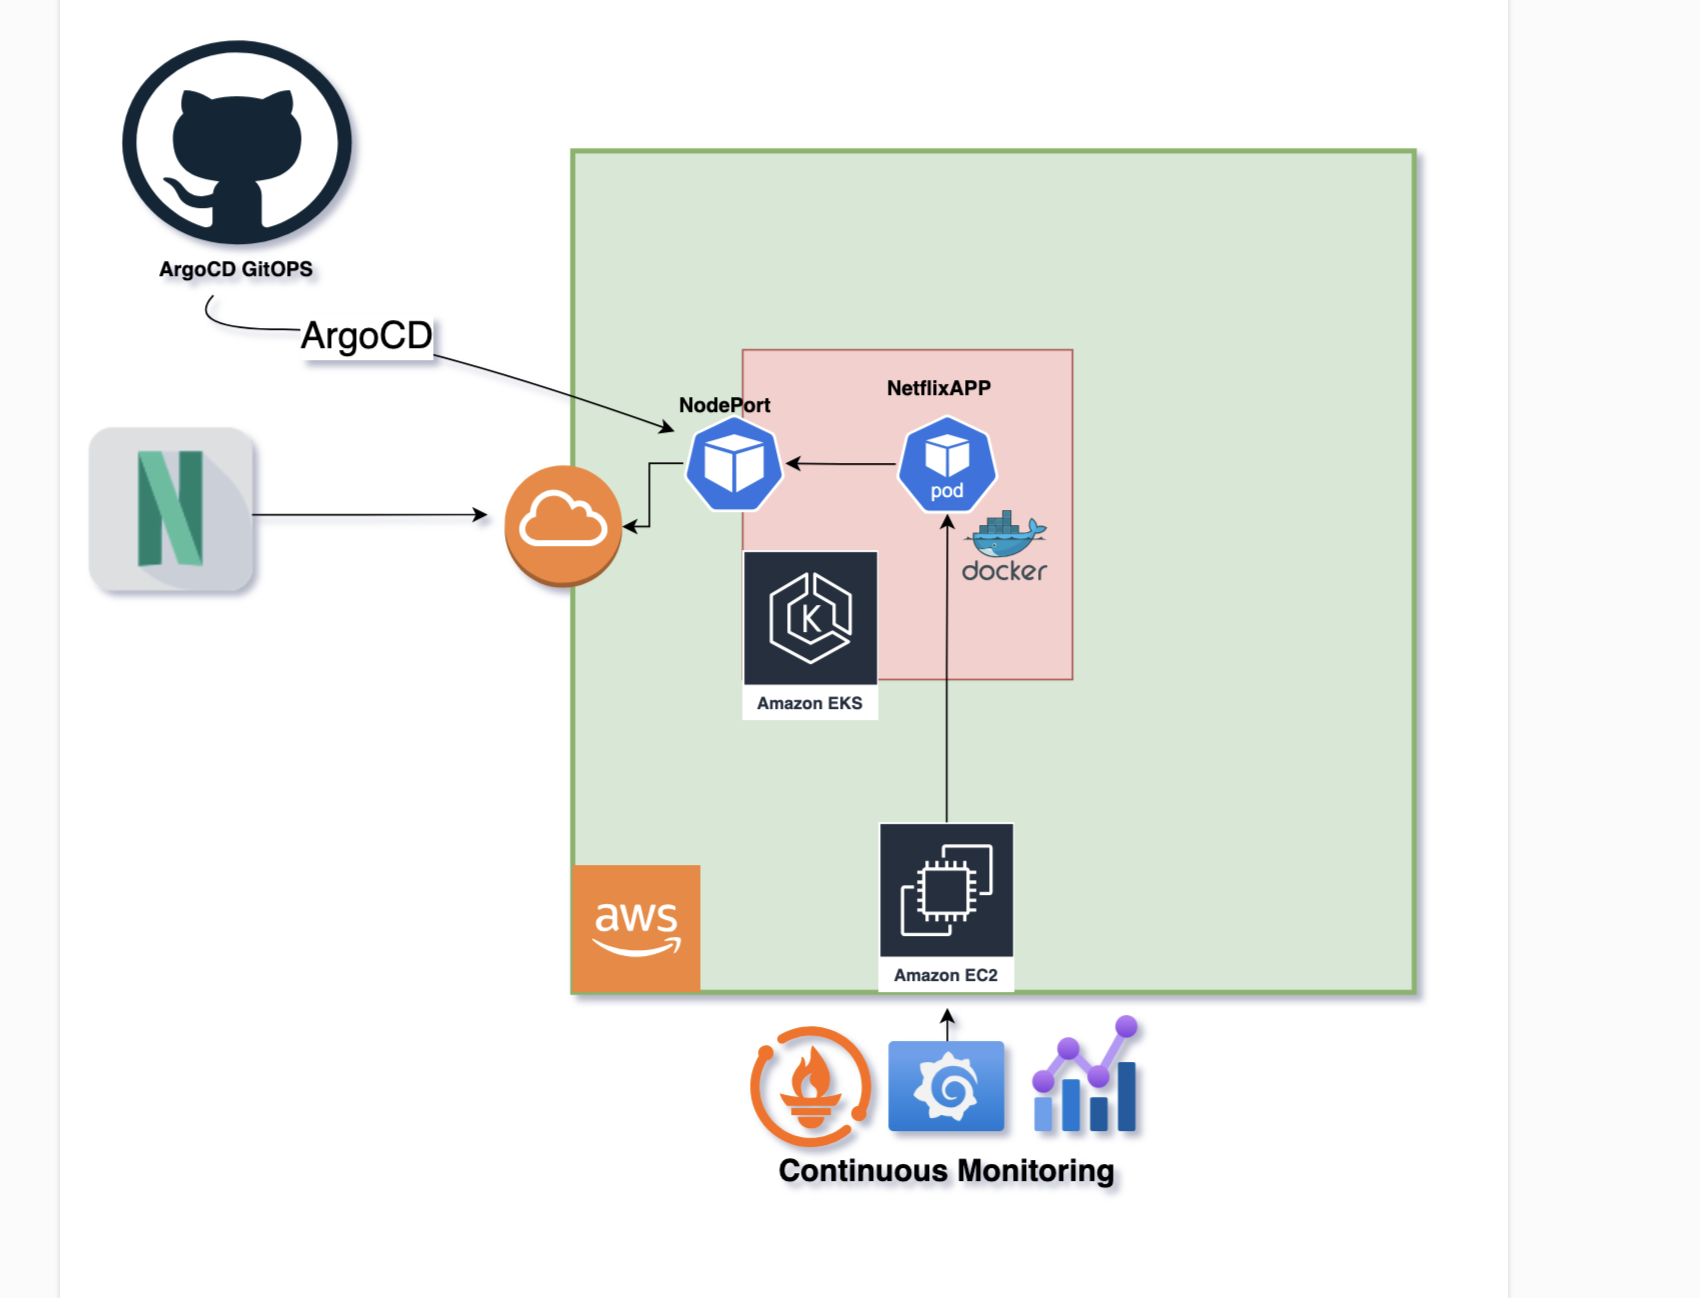 ArgoCD GitOPS
ArgoCD
NodePort
NetflixAPP
N
pod
docker
K
Amazon EKS
aws
Amazon EC2
Continuous Monitoring